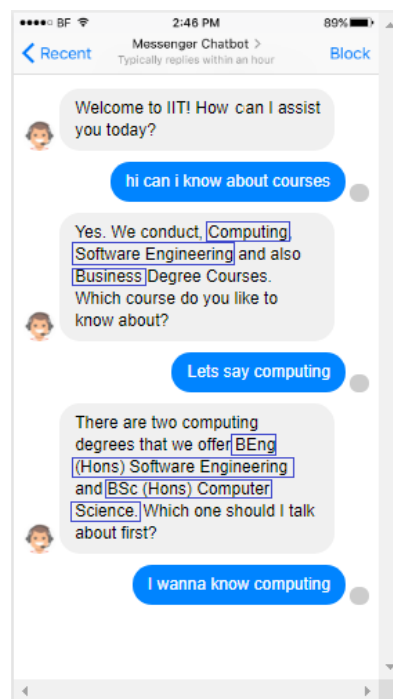 BF 2:46 PM 89%
Recent Messenger Chatbot > Block
Typically replies within an hour
Welcome to IIT! How can I assist
you today?
hi can i know about courses
Yes. We conduct, Computing,
Software Engineering and also
Business Degree Courses.
Which course do you like to
know about?
Lets say computing
There are two computing
degrees that we offer BEng
(Hons) Software Engineering
and BSc (Hons) Computer
Science. Which one should I talk
about first?
I wanna know computing